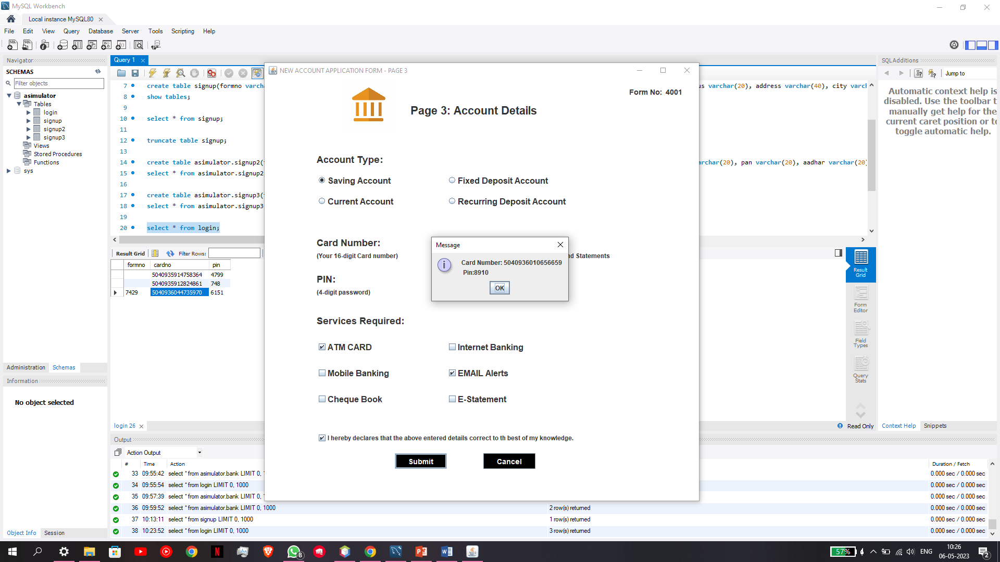 MySQL Workbench
Local instance MySQL80
File Edit View Query Database Server Tools Scripting Help
Navigator
SCHEMAS
Filter objects
asimulator
Tables
login
signup
signup2
signup3
Views
Stored Procedures
Functions
sys
Administration Schemas
Information
No object selected
Object Info Session
Query 1
7 create table signup(formno varch
us varchar(20), address varchar(40), city varch
8 show tables;
9
10 select * from signup;
11
12 truncate table signup;
13
14 create table asimulator.signup2(
archar(20), pan varchar(20), aadhar varchar(20)
15 select * from asimulator.signup2
16
17 create table asimulator.signup3(
18 select * from asimulator.signup3
19
20 select * from login;
Result Grid Filter Rows:
formno cardno pin
5040935914758364 4799
5040935912824861 748
7429 5040936044735970 6151
login 26
NEW ACCOUNT APPLICATION FORM - PAGE 3
Form No: 4001
Page 3: Account Details
Account Type:
Saving Account Fixed Deposit Account
Current Account Recurring Deposit Account
Card Number:
(Your 16-digit Card number)
nd Statements
PIN:
(4-digit password)
Message
Card Number: 5040936010656659
Pin:8910
OK
Services Required:
ATM CARD Internet Banking
Mobile Banking EMAIL Alerts
Cheque Book E-Statement
I hereby declares that the above entered details correct to th best of my knowledge.
Submit Cancel
Result Grid
Form Editor
Field Types
Query Stats
Read Only
SQLAdditions
Jump to
Automatic context help is
disabled. Use the toolbar t
manually get help for the
current caret position or to
toggle automatic help.
Context Help Snippets
Output
Action Output
# Time Action Duration / Fetch
33 09:55:42 select * from asimulator.bank LIMIT 0, 0.000 sec / 0.000 sec
34 09:55:54 select * from login LIMIT 0, 1000 0.000 sec / 0.000 sec
35 09:57:39 select * from asimulator.bank LIMIT 0, 0.000 sec / 0.000 sec
36 09:59:52 select * from asimulator.bank LIMIT 0, 1000 2 row(s) returned 0.000 sec / 0.000 sec
37 10:13:11 select * from signup LIMIT 0, 1000 1 row(s) returned 0.000 sec / 0.000 sec
38 10:23:52 select * from login LIMIT 0, 1000 3 row(s) returned 0.000 sec / 0.000 sec
57% ENG 10:26
06-05-2023
8
2